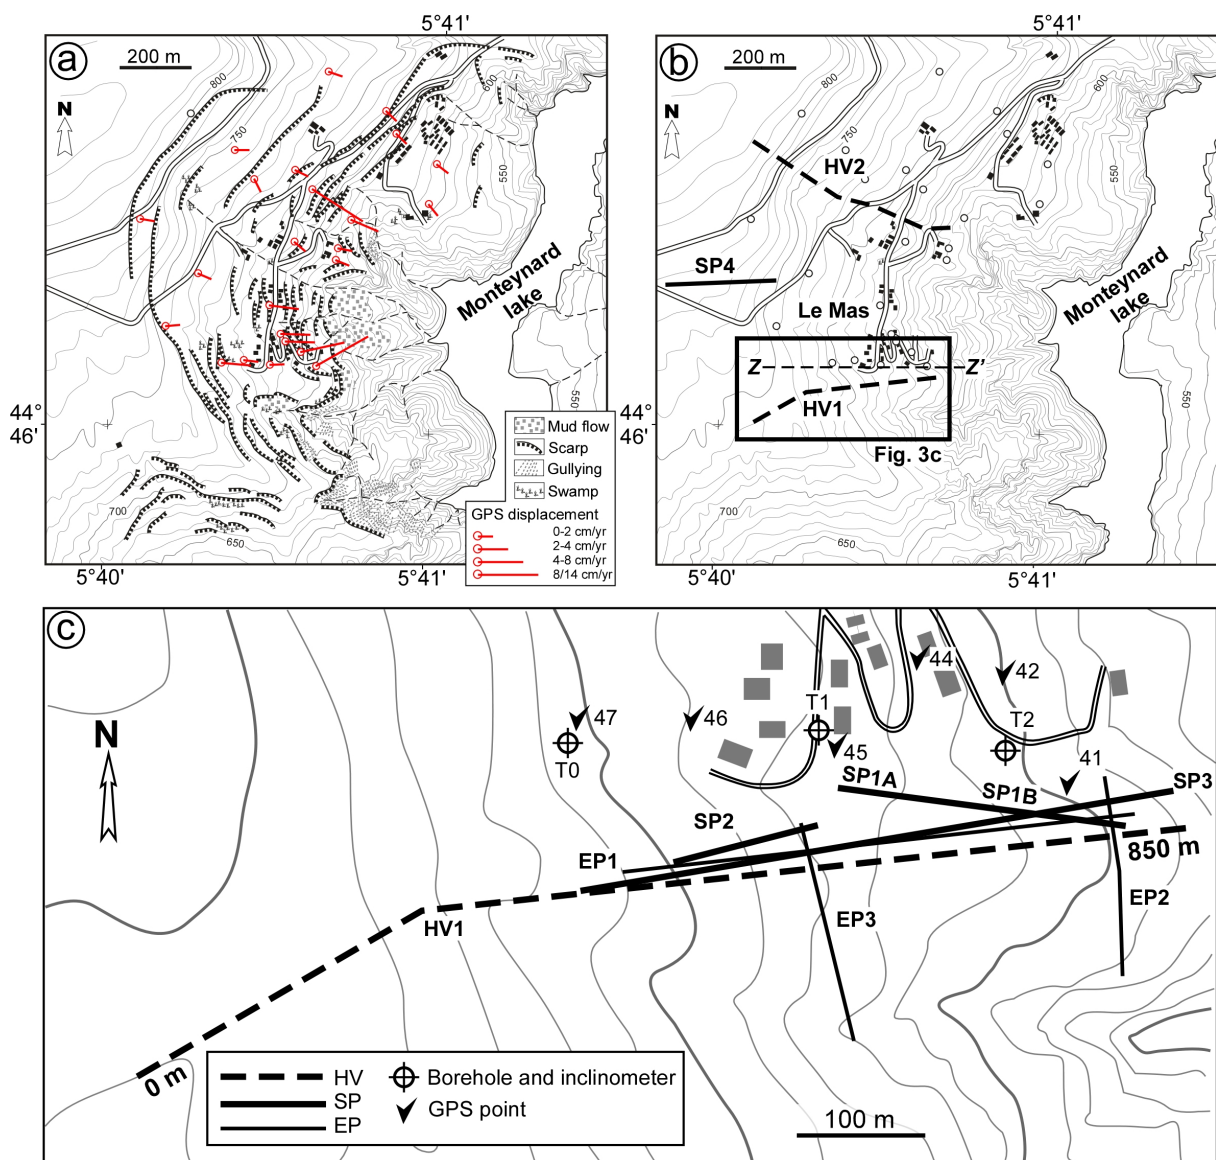 5°41'
5°41'
a
200 m
N
800
750
600
550
Monteynard
lake
44°
46'
550
Mud flow
Scarp
Gullying
Swamp
GPS displacement
0-2 cm/yr
2-4 cm/yr
4-8 cm/yr
8/14 cm/yr
700
650
5°40'
5°41'
b
200 m
N
800
750
600
550
HV2
SP4
Le Mas
Monteynard
lake
Z
Z'
HV1
Fig. 3c
44°
46'
550
700
650
5°40'
5°41'
c
N
47
T0
46
T1
45
44
42
T2
41
SP1A
SP1B
SP3
SP2
EP1
850 m
HV1
EP3
EP2
0 m
HV
SP
EP
Borehole and inclinometer
GPS point
100 m